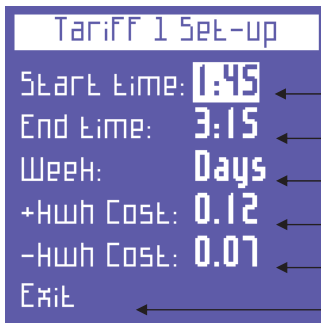 Tariff 1 Set-up
Start time: 1:45
End time: 3:15
Week: Days
+kwh Cost: 0.12
-kwh Cost: 0.07
Exit